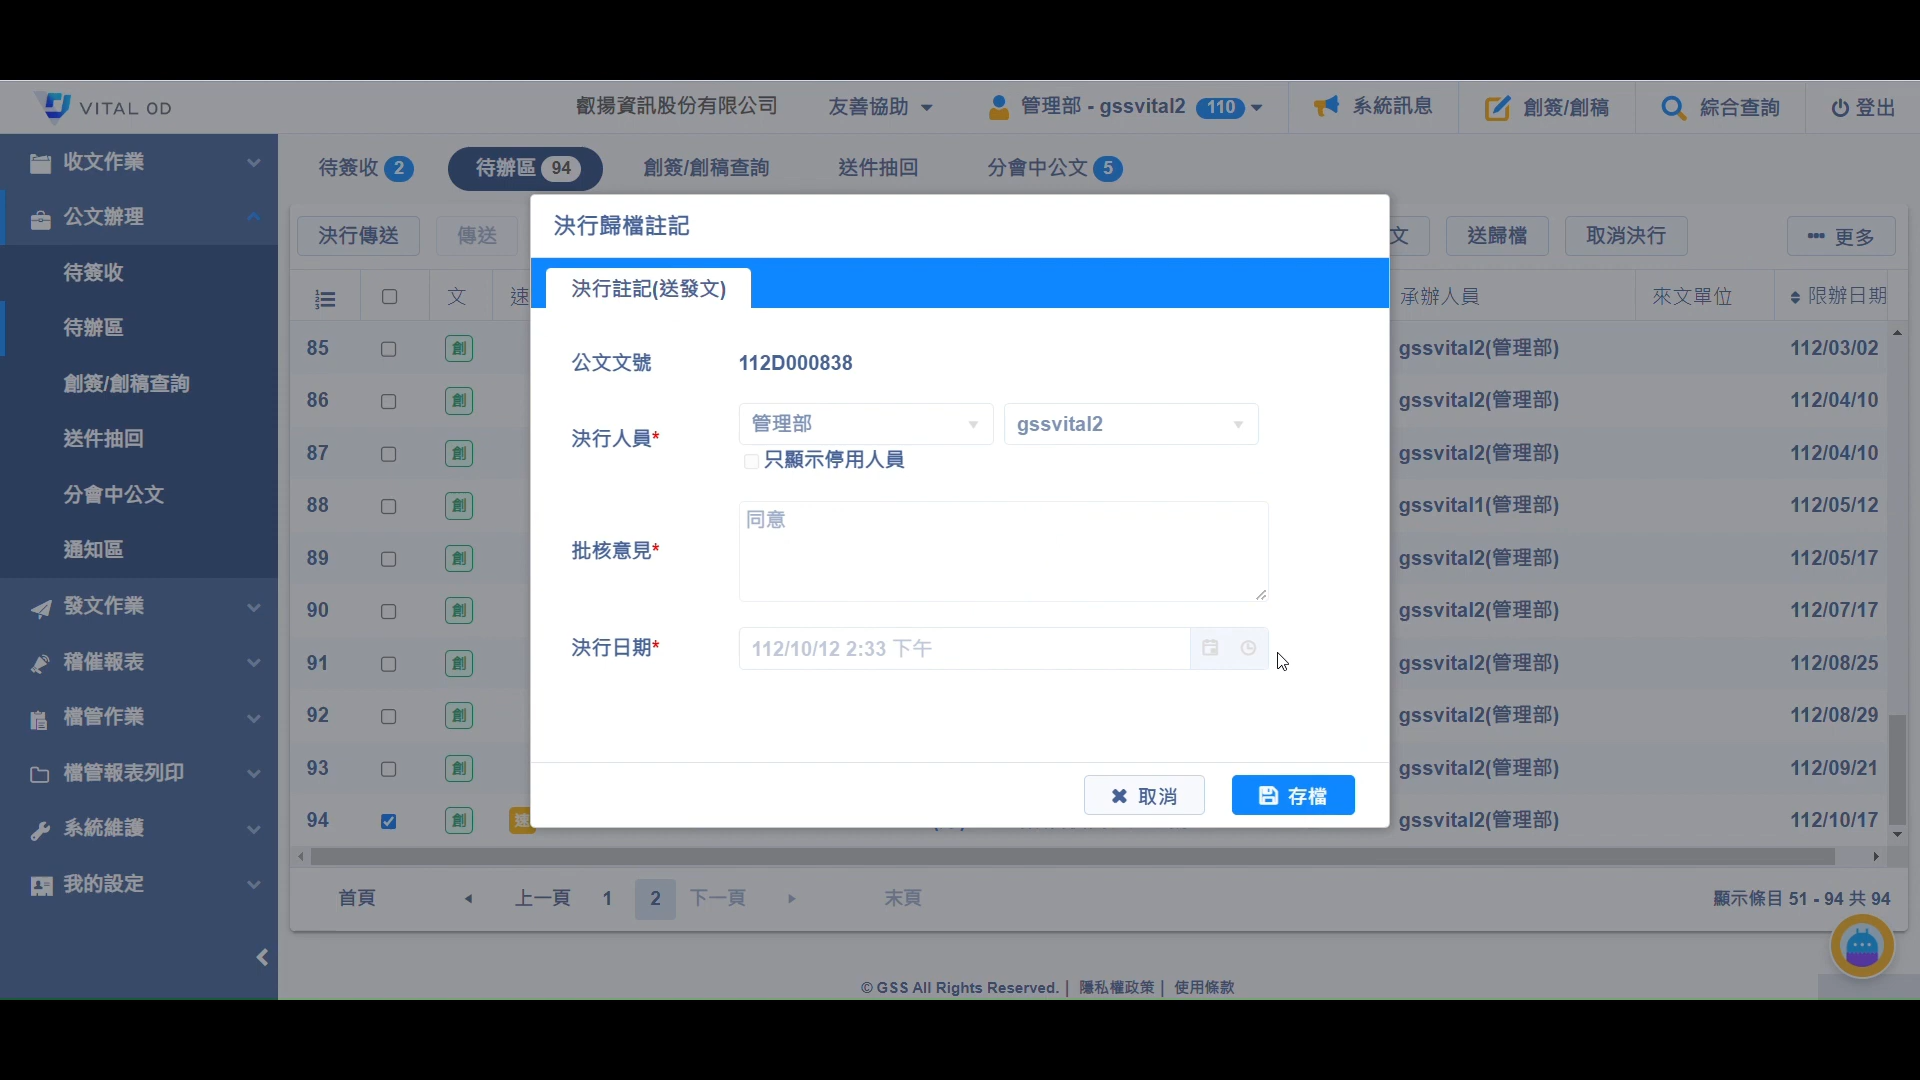 VITAL OD
叡揚資訊股份有限公司
友善協助
管理部 - gssvital2 110
系統訊息
創簽/創稿
綜合查詢
登出
收文作業
公文辦理
待簽收
待辦區
創簽/創稿查詢
送件抽回
分會中公文
通知區
發文作業
稽催報表
檔管作業
檔管報表列印
系統維護
我的設定
待簽收 2
待辦區 94
創簽/創稿查詢
送件抽回
分會中公文 5
決行傳送
傳送
文
送歸檔
取消決行
更多
文
速
承辦人員
來文單位
限辦日期
85 創 gssvital2(管理部) 112/03/02
86 創 gssvital2(管理部) 112/04/10
87 創 gssvital2(管理部) 112/04/10
88 創 gssvital1(管理部) 112/05/12
89 創 gssvital2(管理部) 112/05/17
90 創 gssvital2(管理部) 112/07/17
91 創 gssvital2(管理部) 112/08/25
92 創 gssvital2(管理部) 112/08/29
93 創 gssvital2(管理部) 112/09/21
94 創 速 gssvital2(管理部) 112/10/17
決行歸檔註記
決行註記(送發文)
公文文號 112D000838
決行人員* 管理部 gssvital2
只顯示停用人員
批核意見* 同意
決行日期* 112/10/12 2:33 下午
取消
存檔
首頁
上一頁 1 2 下一頁
末頁
顯示條目 51 - 94 共 94
© GSS All Rights Reserved.│ 隱私權政策│ 使用條款